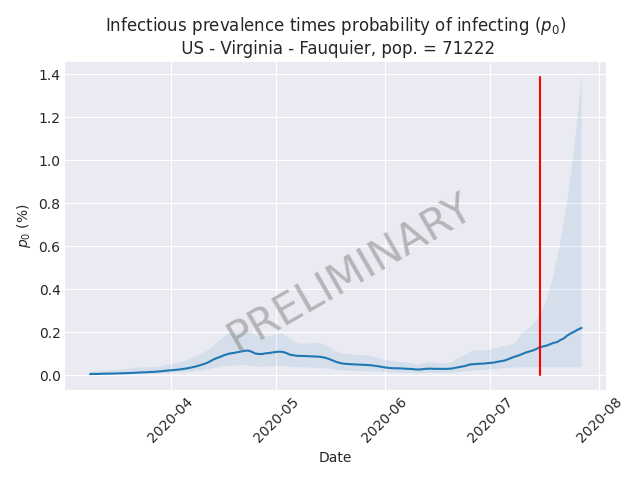 Infectious prevalence times probability of infecting (p₀)
US - Virginia - Fauquier, pop. = 71222
1.4
1.2
1.0
0.8
0.6
0.4
0.2
0.0
p₀ (%)
PRELIMINARY
2020-04
2020-05
2020-06
2020-07
2020-08
Date